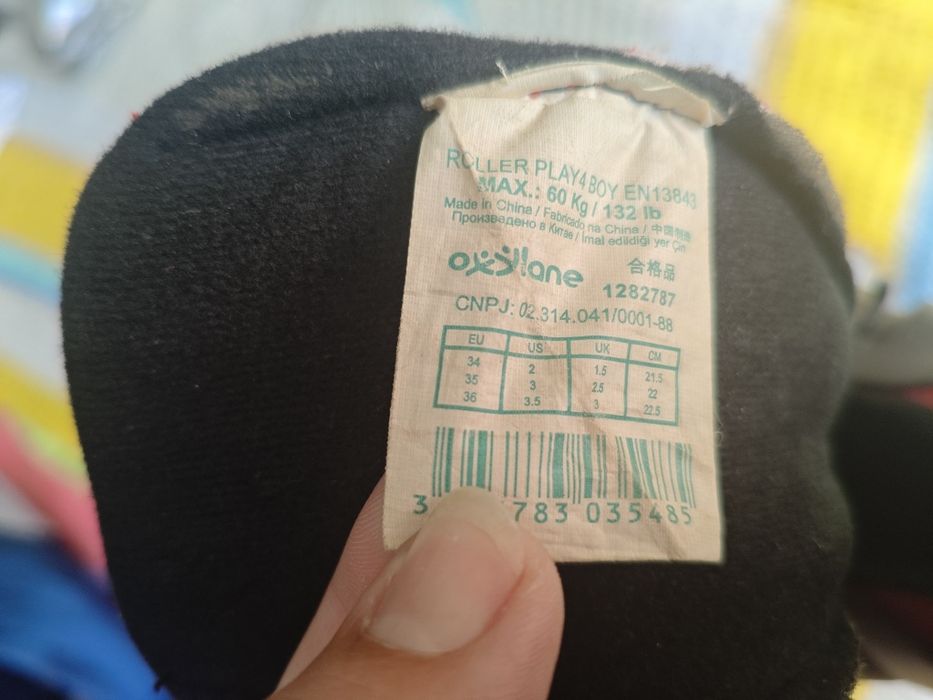 ROLLER PLAY4 BOY EN13843
MAX.: 60 Kg / 132 lb
Made in China / Fabricado na China / 中国制造
Произведено в Китае / Imal edildiği yer Çin
oxylane 合格品
1282787
CNPJ: 02.314.041/0001-88
EU US UK CM
34 2 1.5 21.5
35 3 2.5 22
36 3.5 3 22.5
3 783 035485